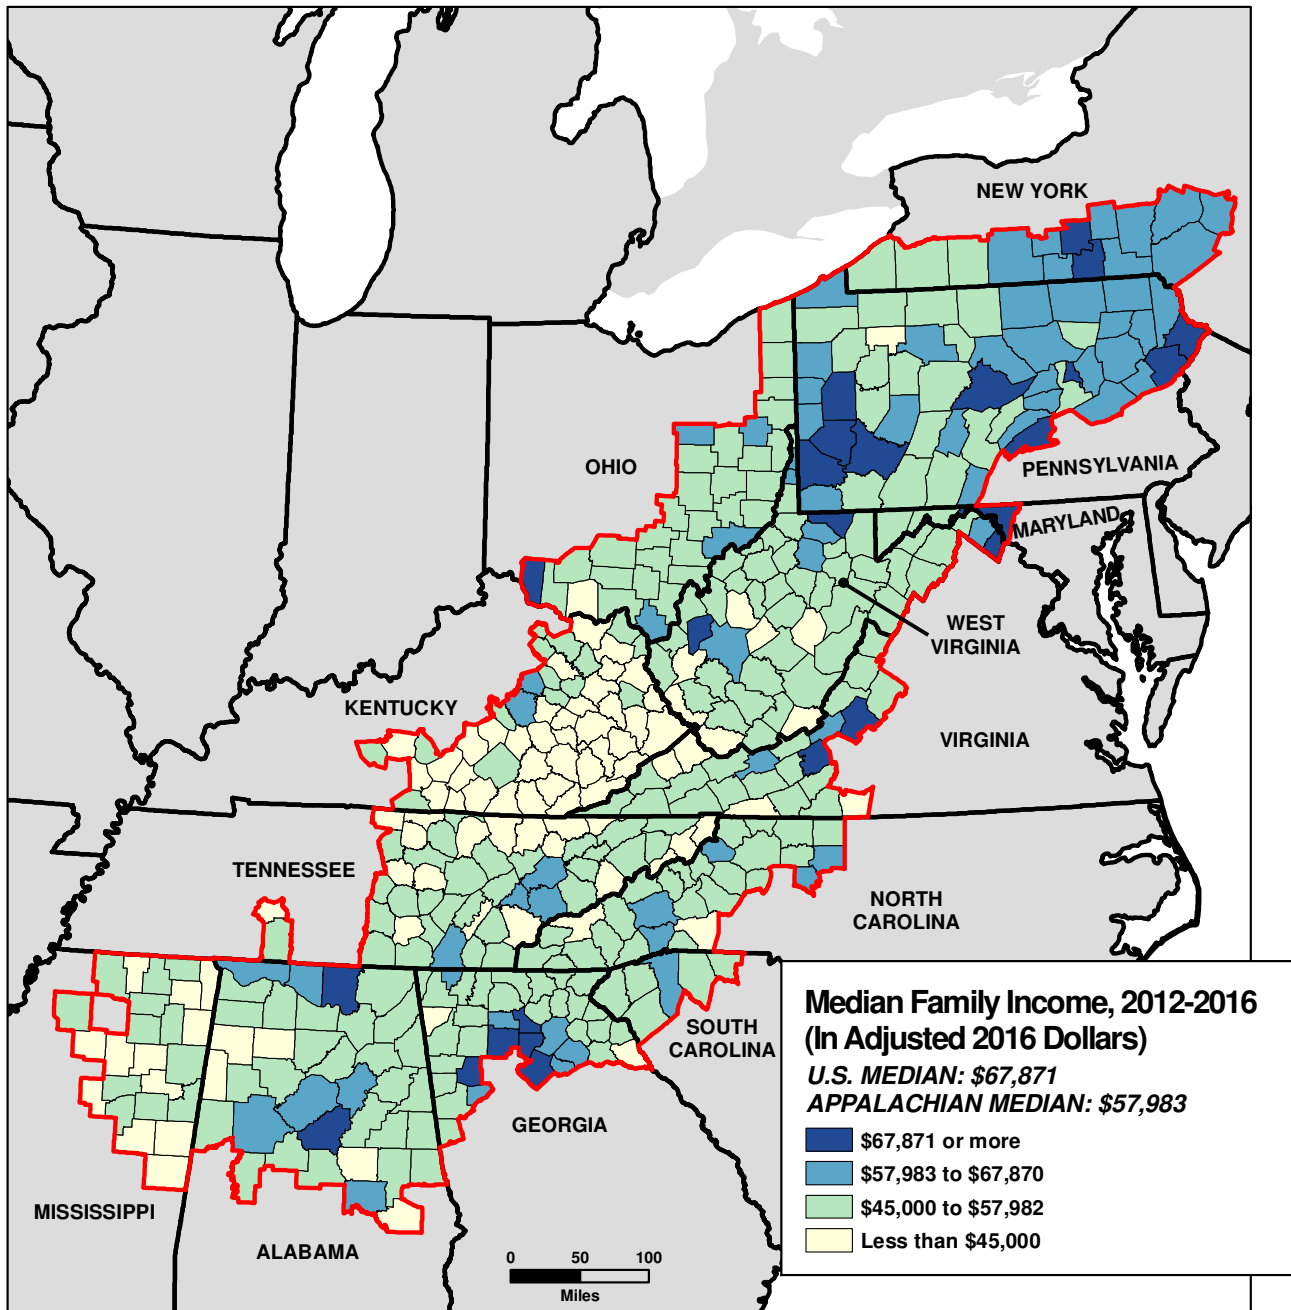 NEW YORK
OHIO
PENNSYLVANIA
MARYLAND
WEST
VIRGINIA
KENTUCKY
VIRGINIA
TENNESSEE
NORTH
CAROLINA
SOUTH
CAROLINA
GEORGIA
MISSISSIPPI
ALABAMA
Median Family Income, 2012-2016
(In Adjusted 2016 Dollars)
U.S. MEDIAN: $67,871
APPALACHIAN MEDIAN: $57,983
$67,871 or more
$57,983 to $67,870
$45,000 to $57,982
Less than $45,000
0 50 100
Miles